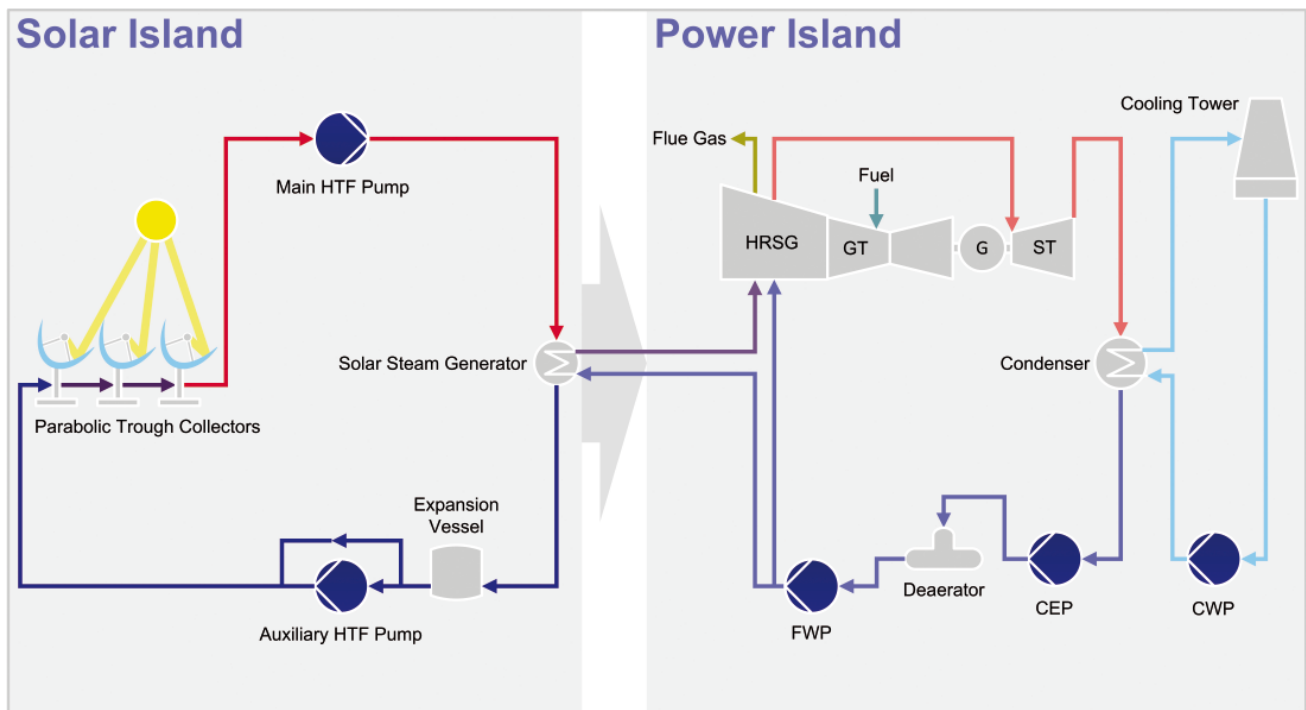 Solar Island
Power Island
Main HTF Pump
Solar Steam Generator
Parabolic Trough Collectors
Expansion
Vessel
Auxiliary HTF Pump
Cooling Tower
Flue Gas
Fuel
HRSG
GT
G
ST
Condenser
Deaerator
FWP
CEP
CWP